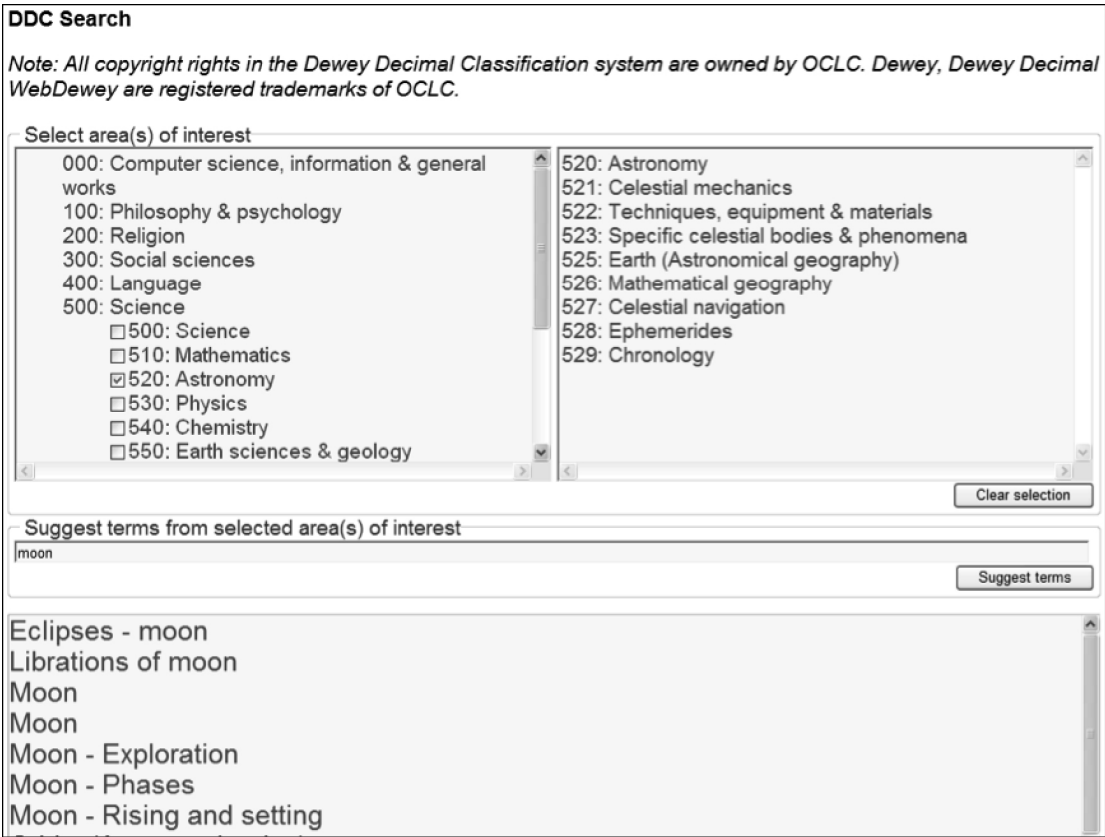 DDC Search
Note: All copyright rights in the Dewey Decimal Classification system are owned by OCLC. Dewey, Dewey Decimal
WebDewey are registered trademarks of OCLC.
Select area(s) of interest
000: Computer science, information & general
works
100: Philosophy & psychology
200: Religion
300: Social sciences
400: Language
500: Science
500: Science
510: Mathematics
520: Astronomy
530: Physics
540: Chemistry
550: Earth sciences & geology
520: Astronomy
521: Celestial mechanics
522: Techniques, equipment & materials
523: Specific celestial bodies & phenomena
525: Earth (Astronomical geography)
526: Mathematical geography
527: Celestial navigation
528: Ephemerides
529: Chronology
Clear selection
Suggest terms from selected area(s) of interest
moon
Suggest terms
Eclipses - moon
Librations of moon
Moon
Moon
Moon - Exploration
Moon - Phases
Moon - Rising and setting